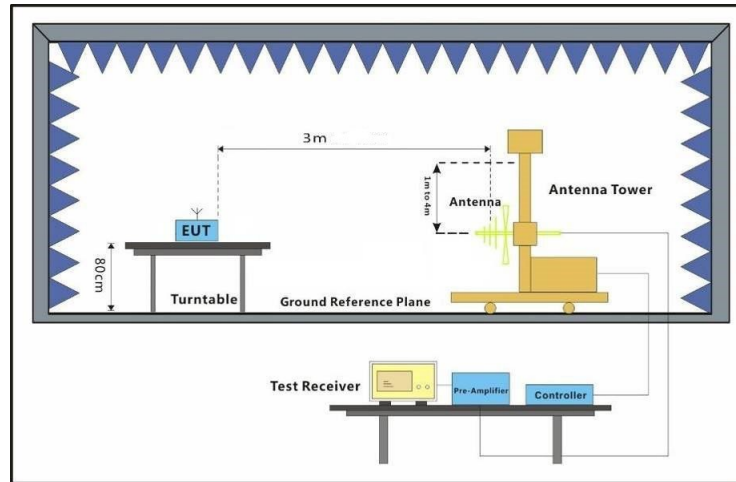 3m
1m to 4m
Antenna
Antenna Tower
EUT
80cm
Turntable
Ground Reference Plane
Test Receiver
Pre-Amplifier
Controller